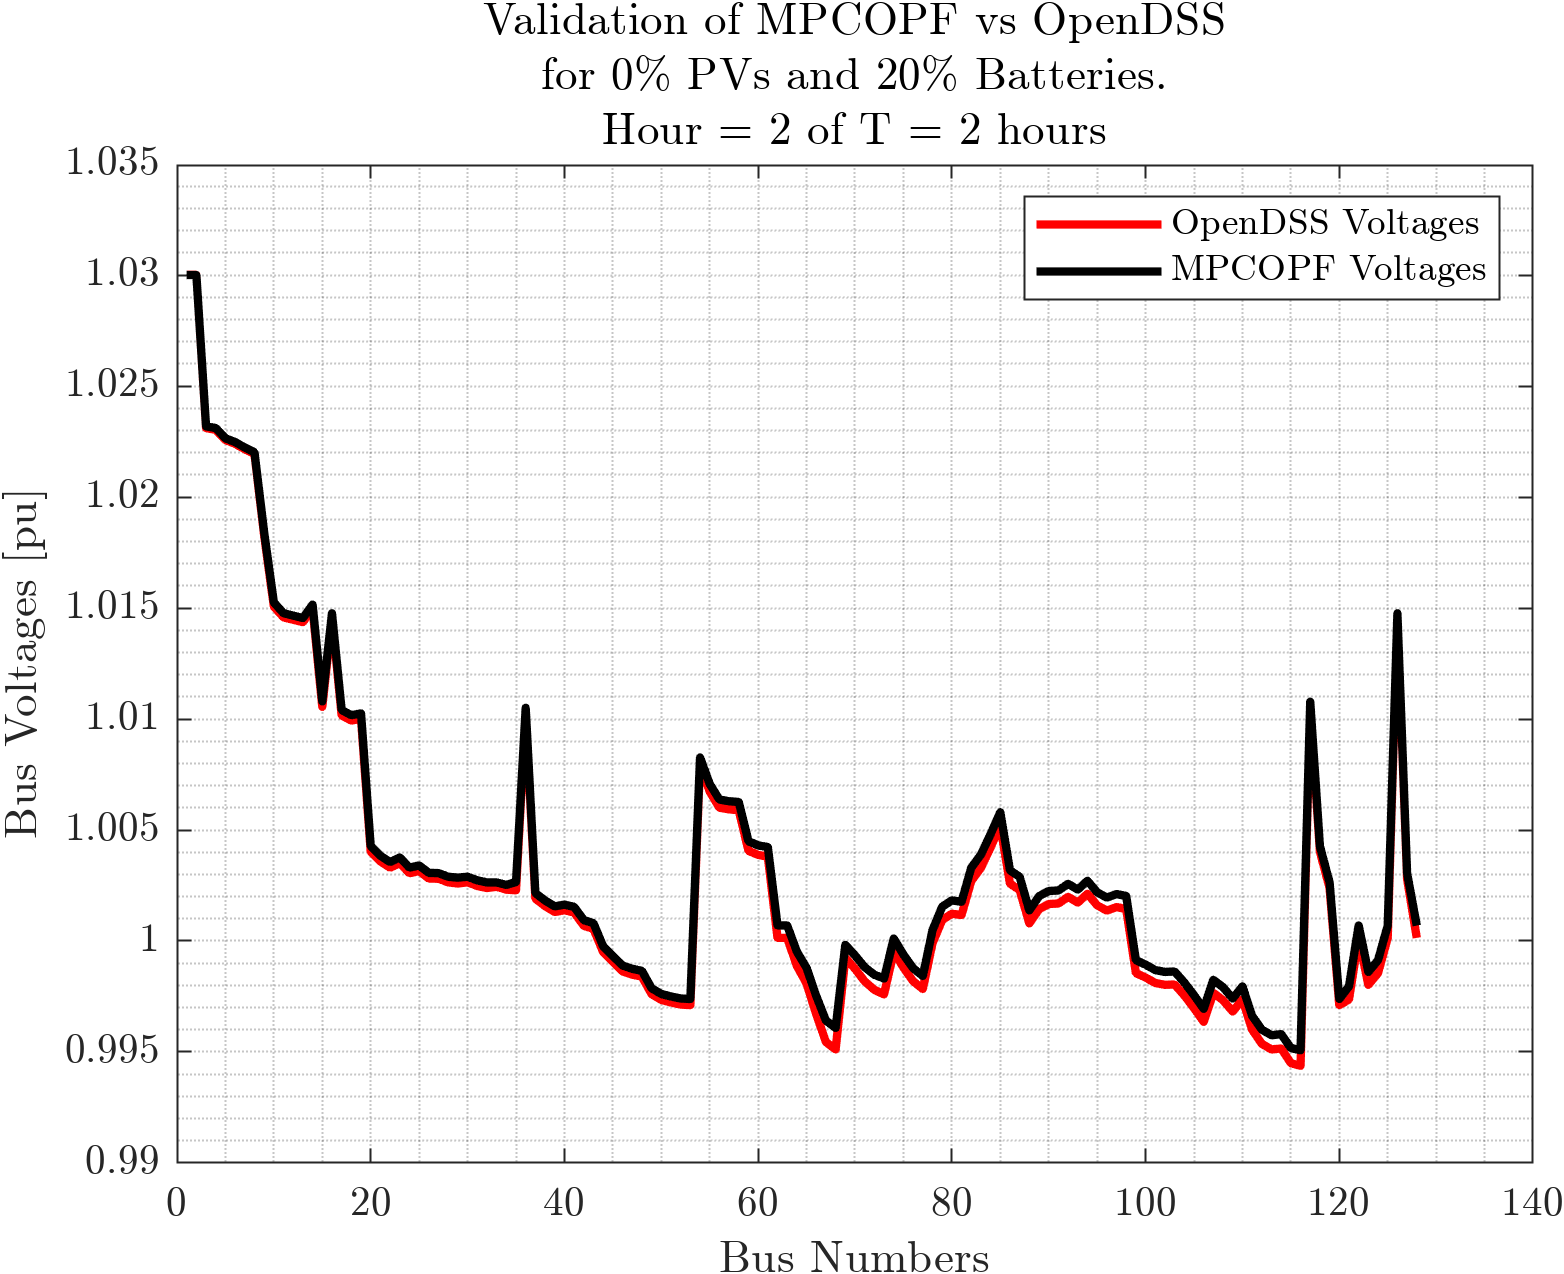 Validation of MPCOPF vs OpenDSS
for 0% PVs and 20% Batteries.
Hour = 2 of T = 2 hours
1.035
1.03
1.025
1.02
1.015
1.01
1.005
1
0.995
0.99
Bus Voltages [pu]
OpenDSS Voltages
MPCOPF Voltages
0 20 40 60 80 100 120 140
Bus Numbers